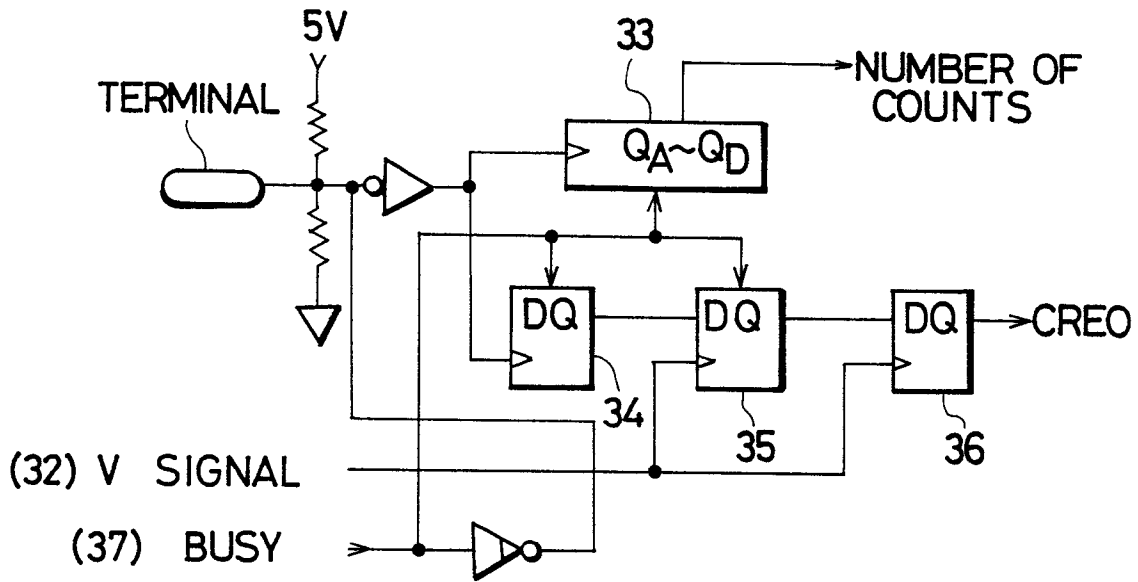 5V
33
TERMINAL
NUMBER OF
COUNTS
QA~QD
DQ
DQ
DQ
CREO
34
35
36
(32) V SIGNAL
(37) BUSY